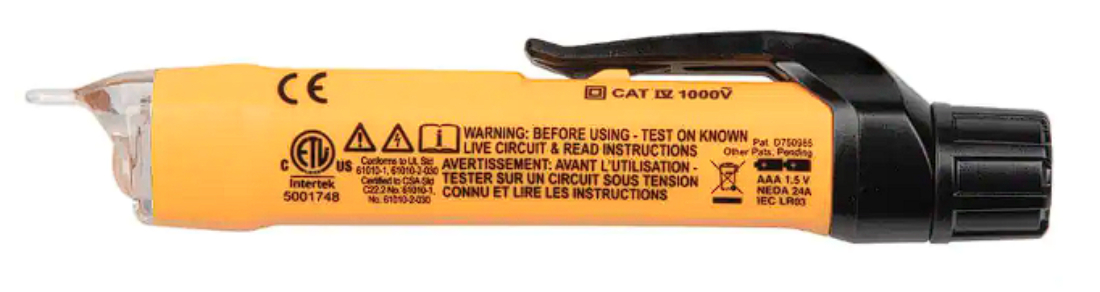 CE
CAT IV 1000V
C ETL US
Intertek
5001748
Conforms to UL Std
61010-1, 61010-2-030
Certified to CSA Std
C22.2 No. 61010-1,
No. 61010-2-030
WARNING: BEFORE USING - TEST ON KNOWN
LIVE CIRCUIT & READ INSTRUCTIONS
AVERTISSEMENT: AVANT L'UTILISATION -
TESTER SUR UN CIRCUIT SOUS TENSION
CONNU ET LIRE LES INSTRUCTIONS
Pat. D750985
Other Pats. Pending
AAA 1.5 V
NEDA 24A
IEC LR03